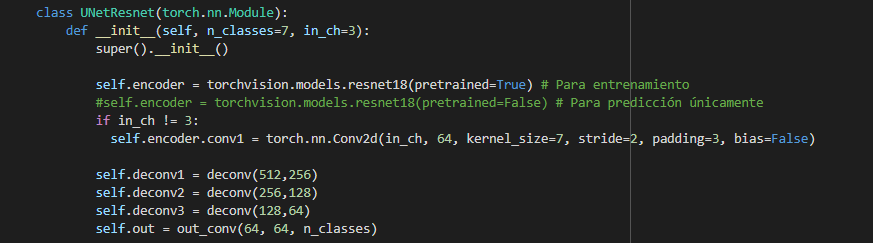 class UNetResnet(torch.nn.Module):
    def __init__(self, n_classes=7, in_ch=3):
        super().__init__()

        self.encoder = torchvision.models.resnet18(pretrained=True) # Para entrenamiento
        #self.encoder = torchvision.models.resnet18(pretrained=False) # Para predicción únicamente
        if in_ch != 3:
          self.encoder.conv1 = torch.nn.Conv2d(in_ch, 64, kernel_size=7, stride=2, padding=3, bias=False)

        self.deconv1 = deconv(512,256)
        self.deconv2 = deconv(256,128)
        self.deconv3 = deconv(128,64)
        self.out = out_conv(64, 64, n_classes)